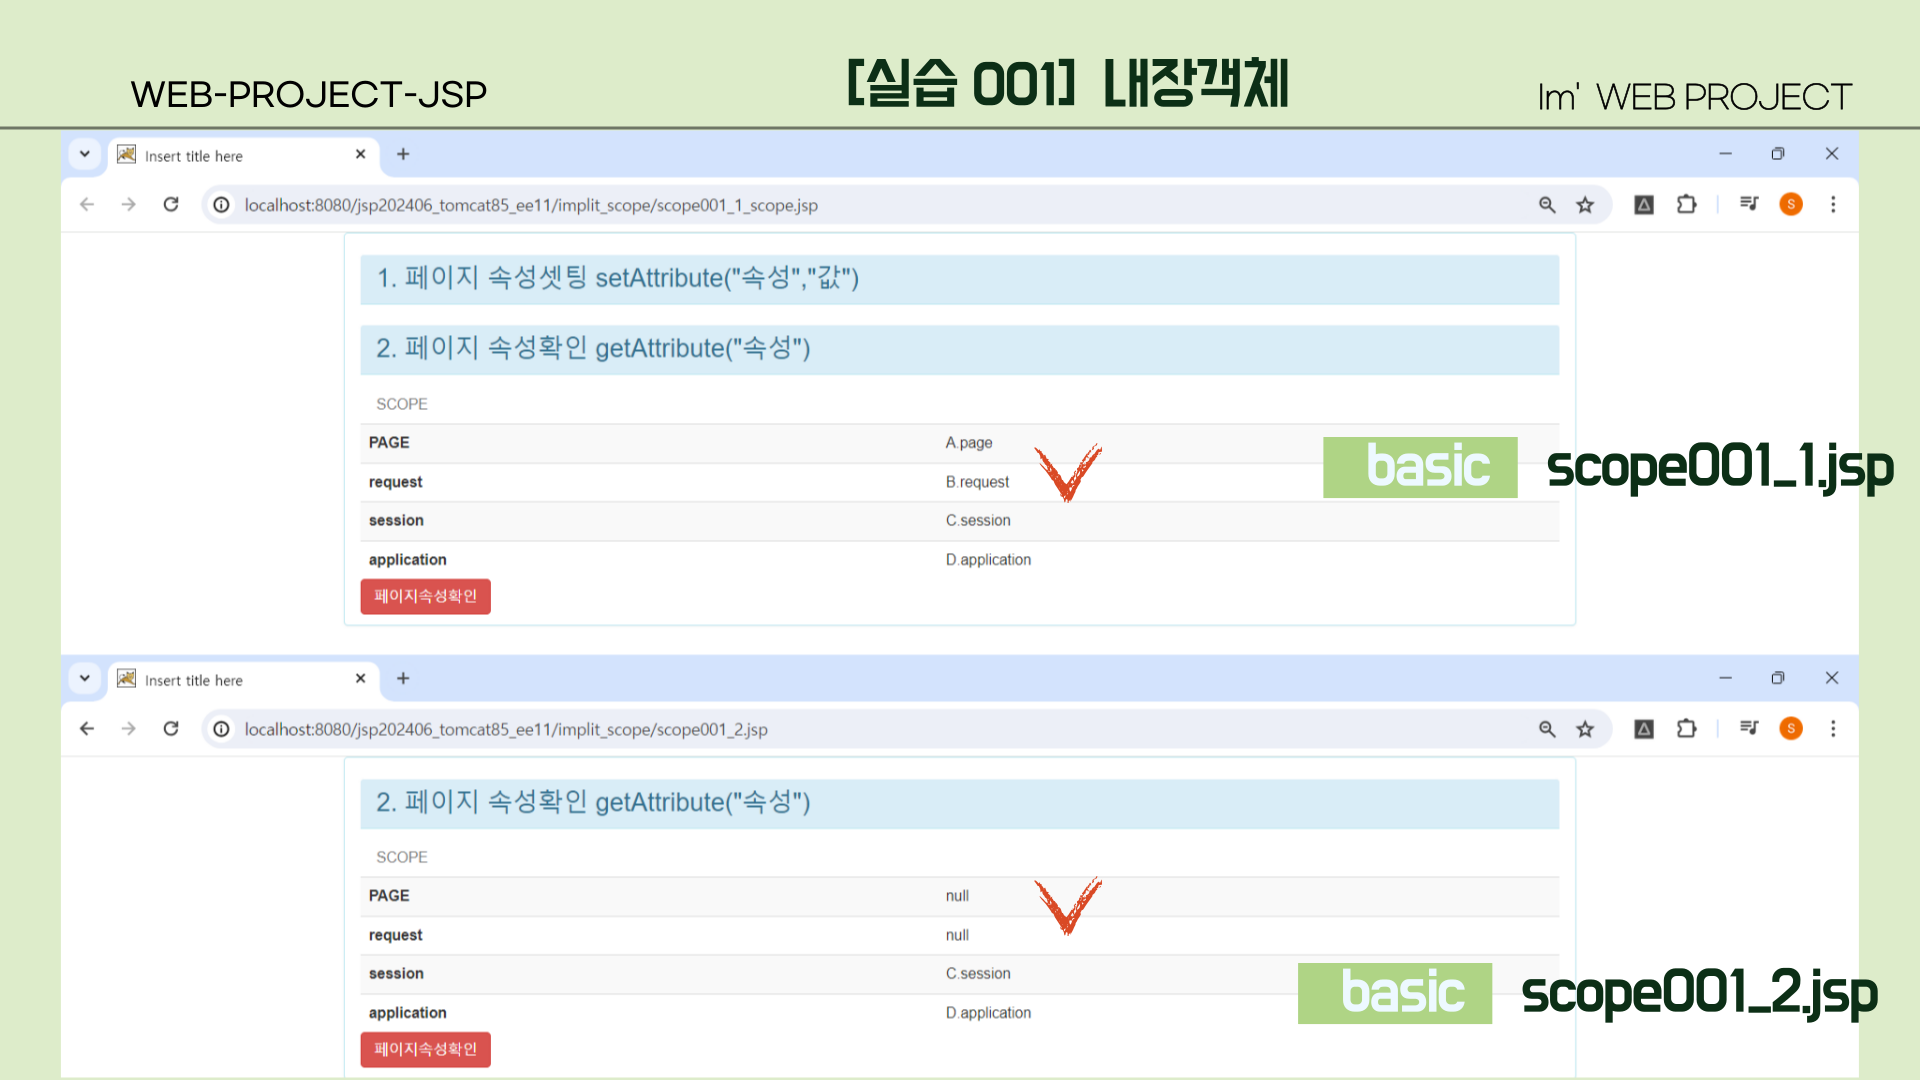 WEB-PROJECT-JSP
[실습 001] 내장객체
Im' WEB PROJECT
Insert title here
localhost:8080/jsp202406_tomcat85_ee11/implit_scope/scope001_1_scope.jsp
S
1. 페이지 속성셋팅 setAttribute("속성","값")
2. 페이지 속성확인 getAttribute("속성")
SCOPE
PAGE A.page
request B.request
session C.session
application D.application
페이지속성확인
basic scope001_1.jsp
Insert title here
localhost:8080/jsp202406_tomcat85_ee11/implit_scope/scope001_2.jsp
S
2. 페이지 속성확인 getAttribute("속성")
SCOPE
PAGE null
request null
session C.session
application D.application
페이지속성확인
basic scope001_2.jsp